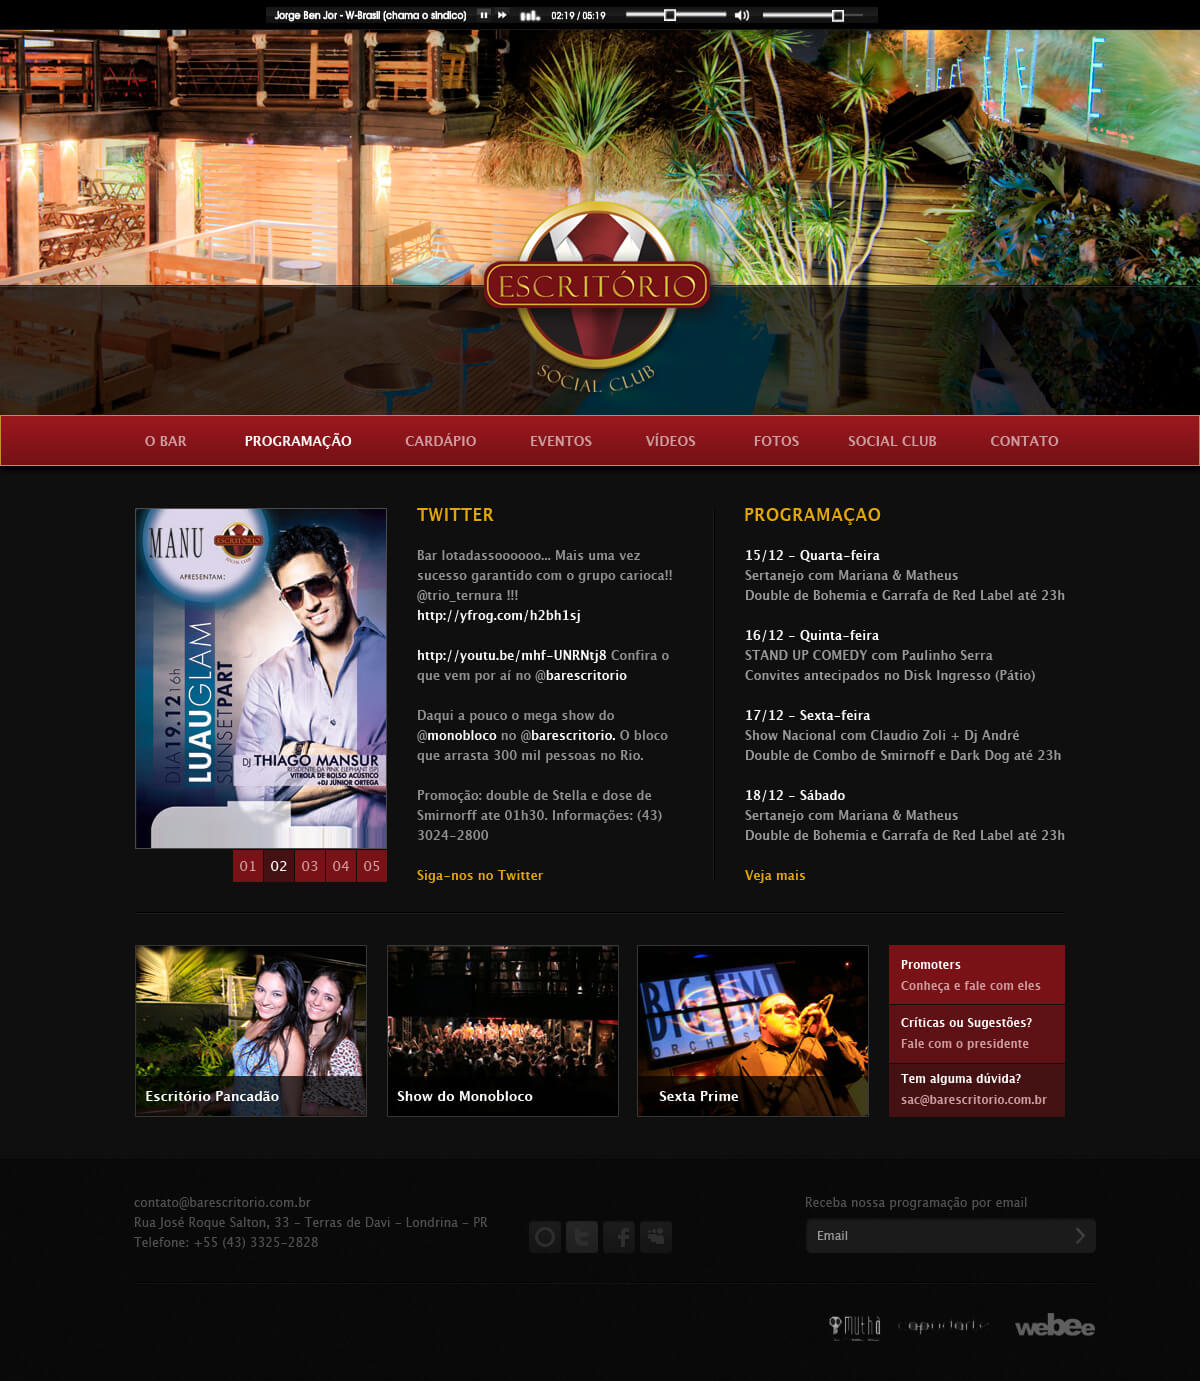 Jorge Ben Jor - W-Brasil (chama o síndico)
02:19 / 05:19
ESCRITÓRIO
SOCIAL CLUB
O BAR
PROGRAMAÇÃO
CARDÁPIO
EVENTOS
VÍDEOS
FOTOS
SOCIAL CLUB
CONTATO
MANU
ESCRITÓRIO
SOCIAL CLUB
APRESENTAM:
DIA19.12 16h
LUAUGLAM
SUNSETPART
DJ THIAGO MANSUR
RESIDENTE DA PINK ELEPHANT (SP)
VITROLA DE BOLSO ACÚSTICO
+DJ JÚNIOR ORTEGA
01 02 03 04 05
TWITTER
Bar lotadassoooooo... Mais uma vez
sucesso garantido com o grupo carioca!!
@trio_ternura !!!
http://yfrog.com/h2bh1sj
http://youtu.be/mhf-UNRNtj8 Confira o
que vem por aí no @barescritorio
Daqui a pouco o mega show do
@monobloco no @barescritorio. O bloco
que arrasta 300 mil pessoas no Rio.
Promoção: double de Stella e dose de
Smirnorff ate 01h30. Informações: (43)
3024-2800
Siga-nos no Twitter
PROGRAMAÇAO
15/12 - Quarta-feira
Sertanejo com Mariana & Matheus
Double de Bohemia e Garrafa de Red Label até 23h
16/12 - Quinta-feira
STAND UP COMEDY com Paulinho Serra
Convites antecipados no Disk Ingresso (Pátio)
17/12 - Sexta-feira
Show Nacional com Claudio Zoli + Dj André
Double de Combo de Smirnoff e Dark Dog até 23h
18/12 - Sábado
Sertanejo com Mariana & Matheus
Double de Bohemia e Garrafa de Red Label até 23h
Veja mais
Escritório Pancadão
Show do Monobloco
Sexta Prime
Promoters
Conheça e fale com eles
Críticas ou Sugestões?
Fale com o presidente
Tem alguma dúvida?
sac@barescritorio.com.br
contato@barescritorio.com.br
Rua José Roque Salton, 33 - Terras de Davi - Londrina - PR
Telefone: +55 (43) 3325-2828
Receba nossa programação por email
Email
webee